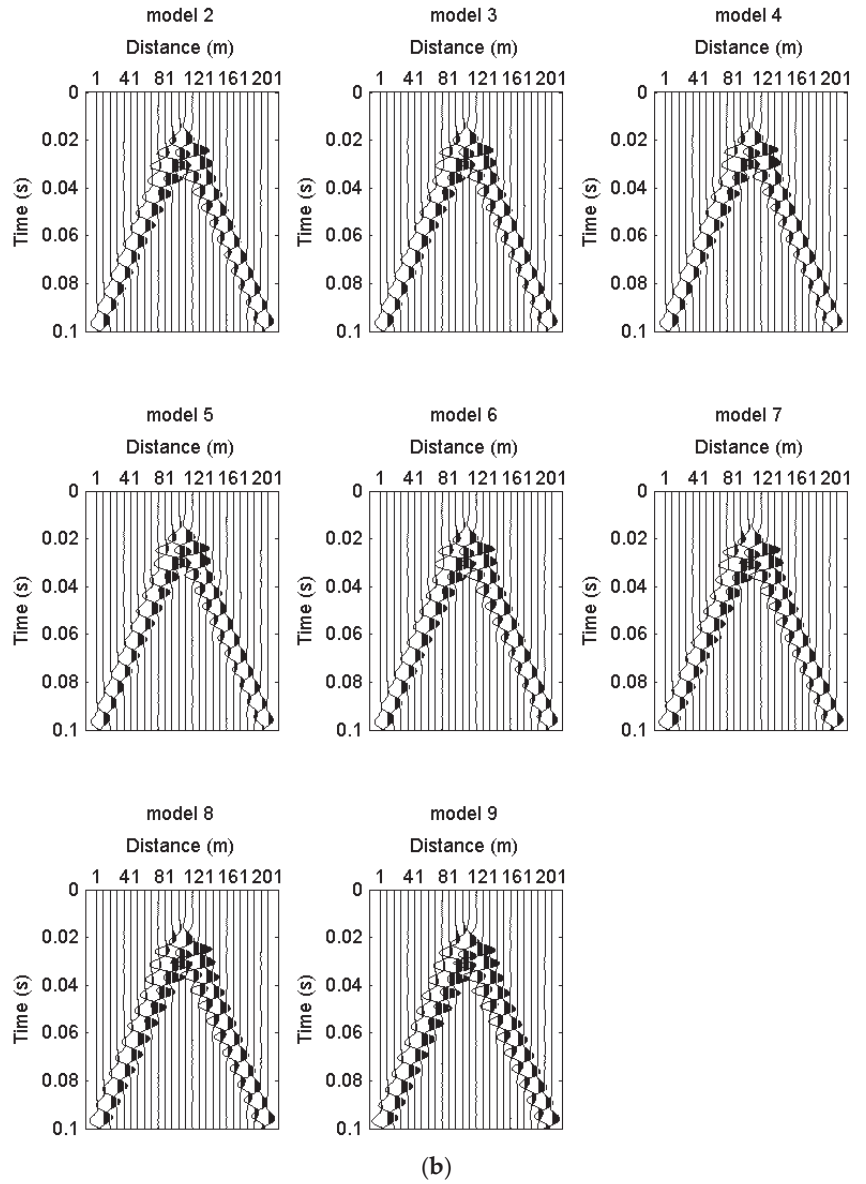 model 2 model 3 model 4
Distance (m) Distance (m) Distance (m)
1 41 81 121 161 201 1 41 81 121 161 201 1 41 81 121 161 201
0 0 0
0.02 0.02 0.02
0.04 0.04 0.04
Time (s) Time (s) Time (s)
0.06 0.06 0.06
0.08 0.08 0.08
0.1 0.1 0.1
model 5 model 6 model 7
Distance (m) Distance (m) Distance (m)
1 41 81 121 161 201 1 41 81 121 161 201 1 41 81 121 161 201
0 0 0
0.02 0.02 0.02
0.04 0.04 0.04
Time (s) Time (s) Time (s)
0.06 0.06 0.06
0.08 0.08 0.08
0.1 0.1 0.1
model 8 model 9
Distance (m) Distance (m)
1 41 81 121 161 201 1 41 81 121 161 201
0 0
0.02 0.02
0.04 0.04
Time (s) Time (s)
0.06 0.06
0.08 0.08
0.1 0.1
(b)